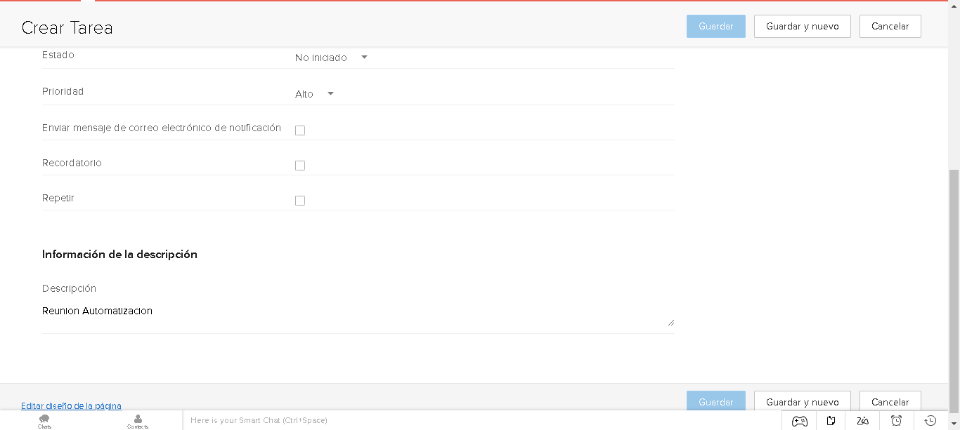 Crear Tarea
Guardar
Guardar y nuevo
Cancelar
Estado
No iniciado
Prioridad
Alto
Enviar mensaje de correo electrónico de notificación
Recordatorio
Repetir
Información de la descripción
Descripción
Reunion Automatizacion
Guardar
Guardar y nuevo
Cancelar
Editar diseño de la página
Chats
Contacts
Here is your Smart Chat (Ctrl+Space)